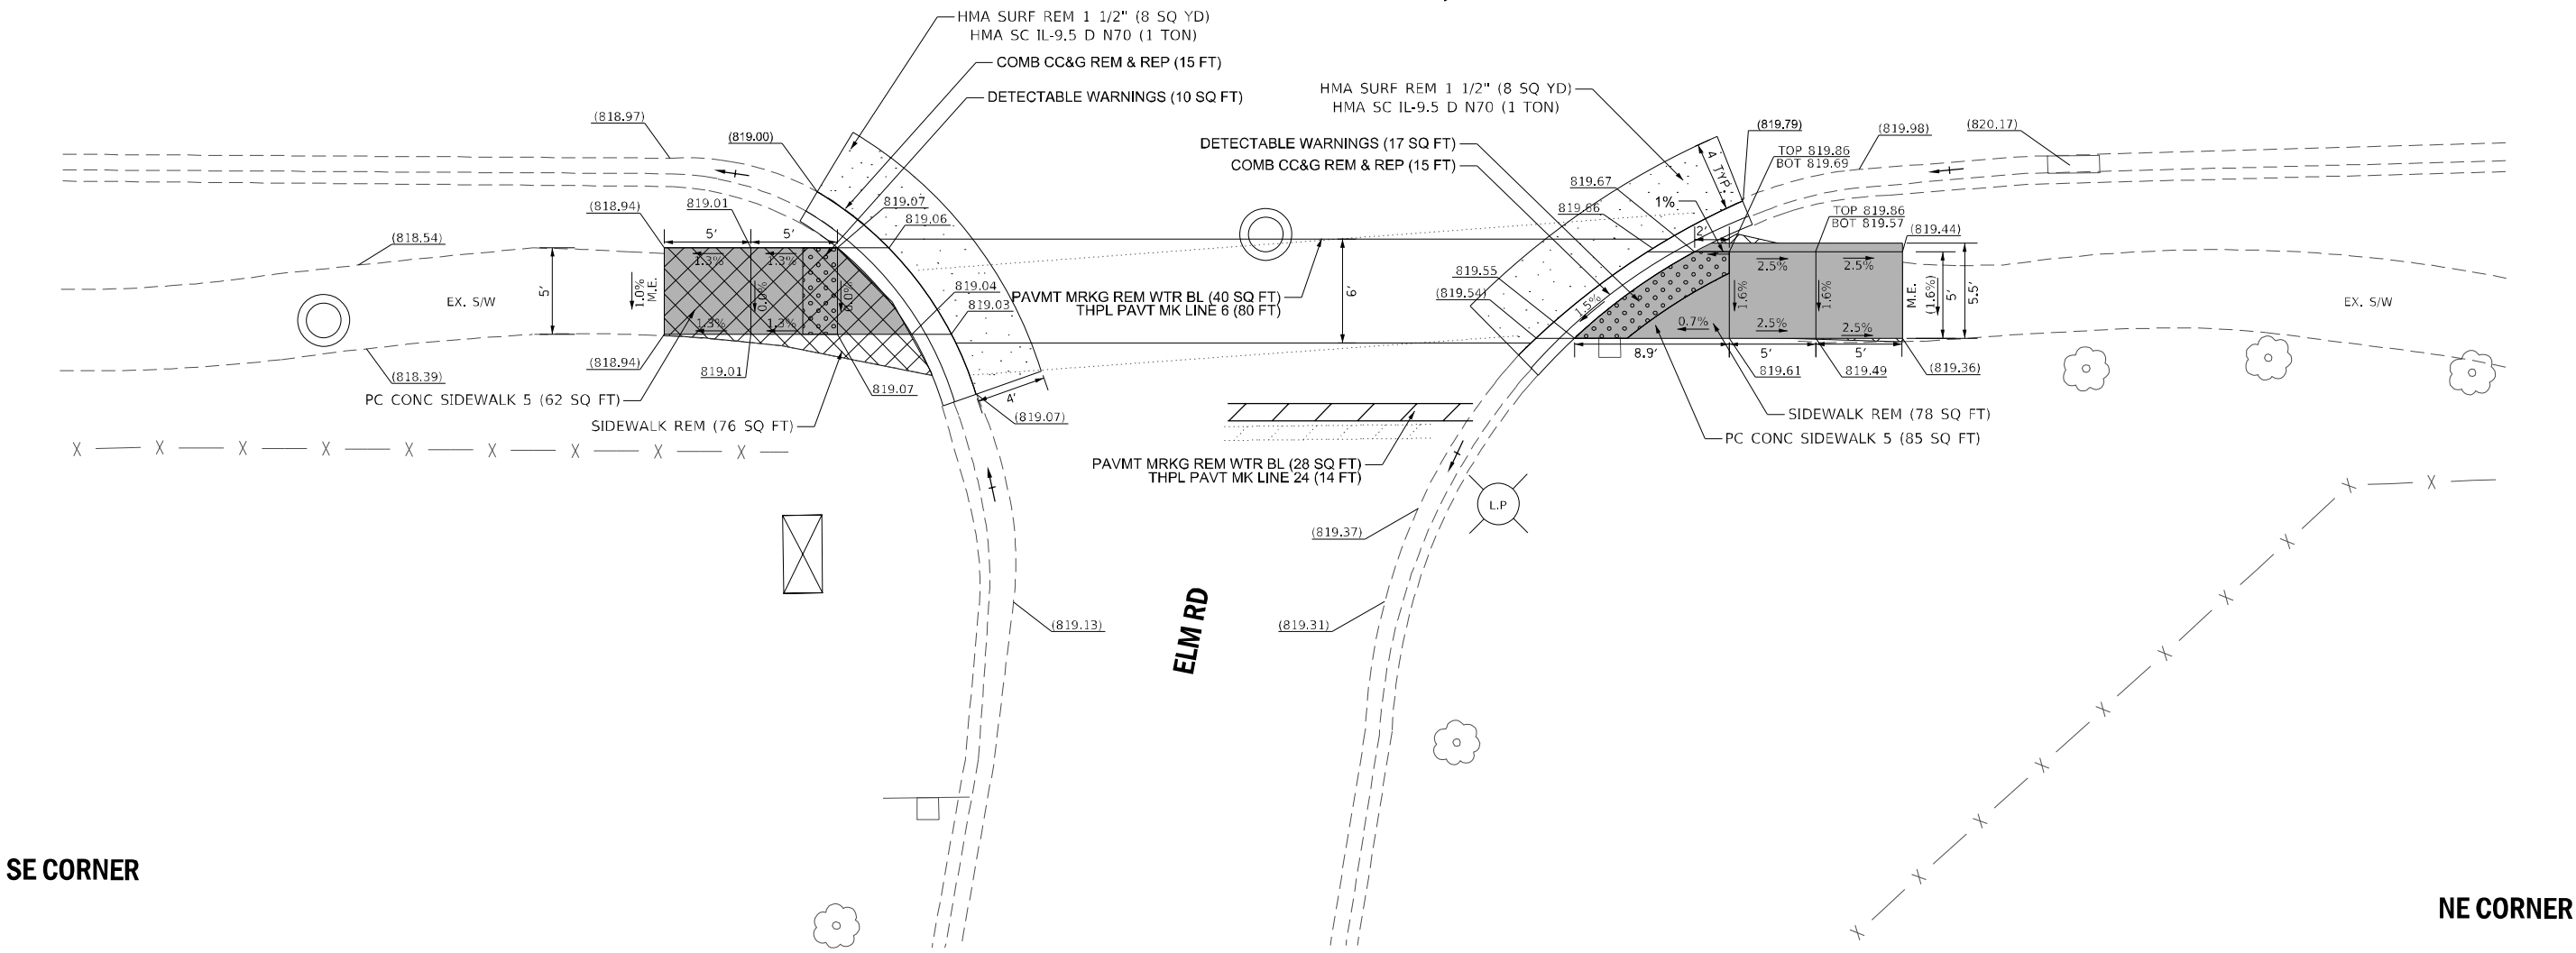 HMA SURF REM 1 1/2" (8 SQ YD)
HMA SC IL-9.5 D N70 (1 TON)
COMB CC&G REM & REP (15 FT)
DETECTABLE WARNINGS (10 SQ FT)
(818.97)
(819.00)
(818.94)
819.01
819.07
819.06
5'
5'
(818.54)
1.3%
1.3%
5'
EX. S/W
1.0%
M.E.
0.0%
0.0%
1.3%
1.3%
819.04
819.03
(818.39)
(818.94)
819.01
819.07
4'
(819.07)
PC CONC SIDEWALK 5 (62 SQ FT)
SIDEWALK REM (76 SQ FT)
(819.13)
PAVMT MRKG REM WTR BL (40 SQ FT)
THPL PAVT MK LINE 6 (80 FT)
6'
HMA SURF REM 1 1/2" (8 SQ YD)
HMA SC IL-9.5 D N70 (1 TON)
DETECTABLE WARNINGS (17 SQ FT)
COMB CC&G REM & REP (15 FT)
4 TYP.
(819.79)
(819.98)
(820.17)
TOP 819.86
BOT 819.69
819.67
819.66
1%
2'
TOP 819.86
BOT 819.57
(819.44)
819.55
(819.54)
1.5%
2.5%
2.5%
1.6%
1.6%
M.E.
(1.6%)
5'
5.5'
0.7%
2.5%
2.5%
8.9'
5'
5'
819.61
819.49
(819.36)
EX. S/W
SIDEWALK REM (78 SQ FT)
PC CONC SIDEWALK 5 (85 SQ FT)
PAVMT MRKG REM WTR BL (28 SQ FT)
THPL PAVT MK LINE 24 (14 FT)
L.P
(819.37)
(819.31)
ELM RD
SE CORNER
NE CORNER